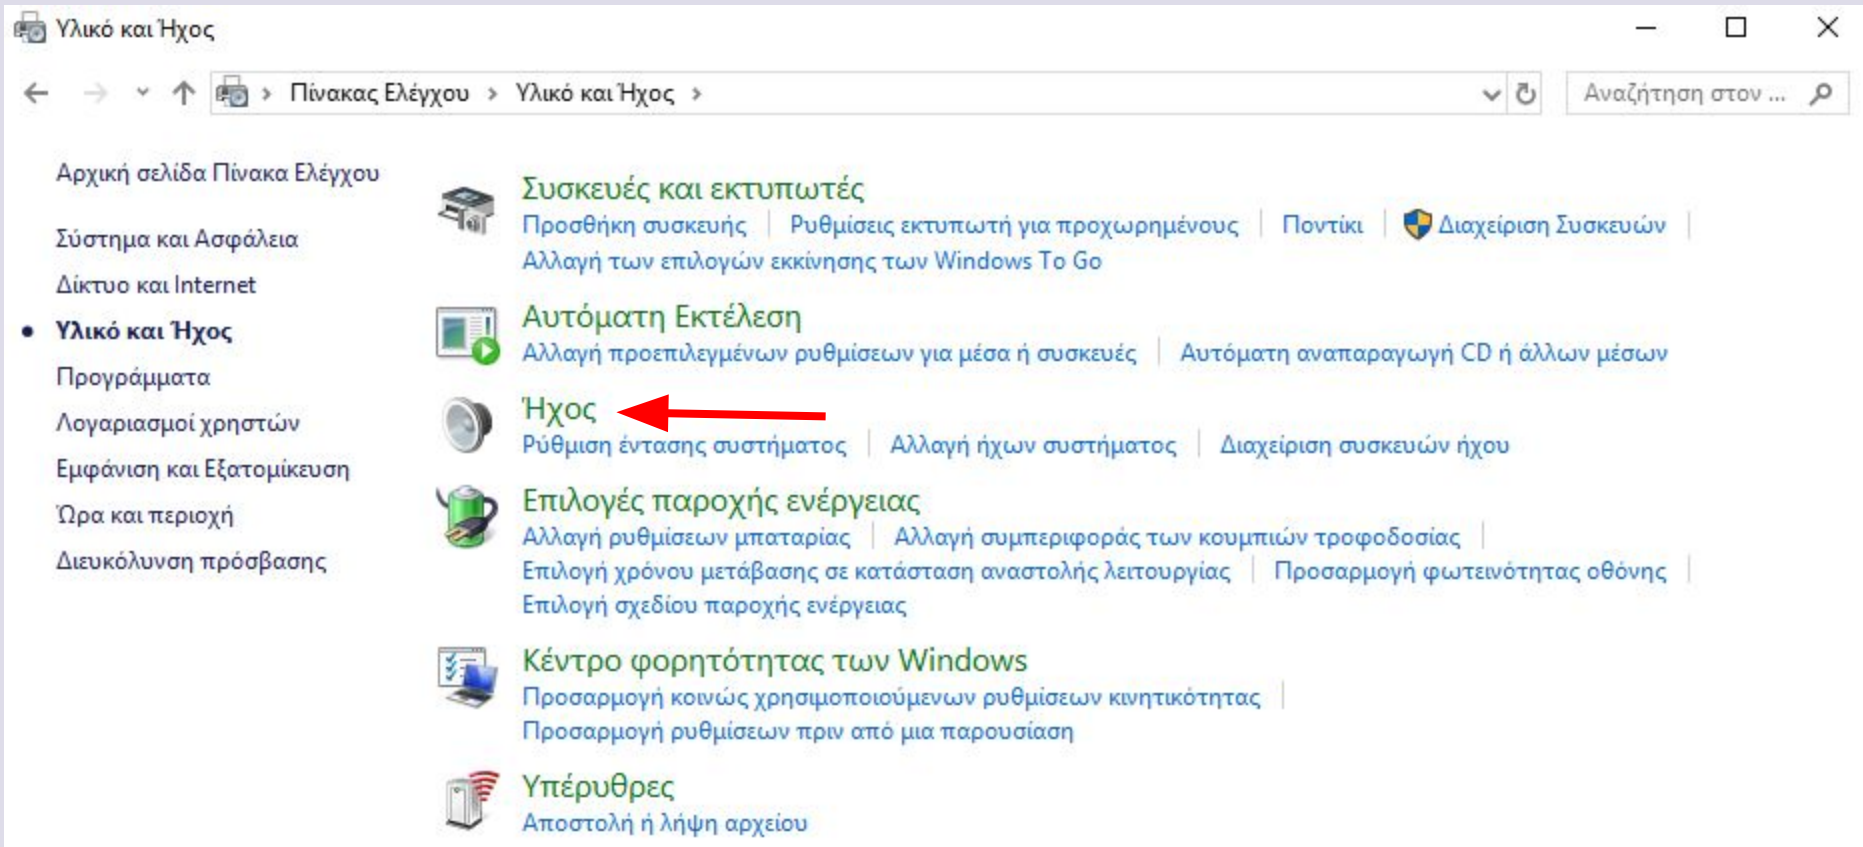 Υλικό και Ήχος
Πίνακας Ελέγχου > Υλικό και Ήχος >
Αναζήτηση στον ...
Αρχική σελίδα Πίνακα Ελέγχου
Σύστημα και Ασφάλεια
Δίκτυο και Internet
Υλικό και Ήχος
Προγράμματα
Λογαριασμοί χρηστών
Εμφάνιση και Εξατομίκευση
Ώρα και περιοχή
Διευκόλυνση πρόσβασης
Συσκευές και εκτυπωτές
Προσθήκη συσκευής | Ρυθμίσεις εκτυπωτή για προχωρημένους | Ποντίκι | Διαχείριση Συσκευών |
Αλλαγή των επιλογών εκκίνησης των Windows To Go
Αυτόματη Εκτέλεση
Αλλαγή προεπιλεγμένων ρυθμίσεων για μέσα ή συσκευές | Αυτόματη αναπαραγωγή CD ή άλλων μέσων
Ήχος
Ρύθμιση έντασης συστήματος | Αλλαγή ήχων συστήματος | Διαχείριση συσκευών ήχου
Επιλογές παροχής ενέργειας
Αλλαγή ρυθμίσεων μπαταρίας | Αλλαγή συμπεριφοράς των κουμπιών τροφοδοσίας |
Επιλογή χρόνου μετάβασης σε κατάσταση αναστολής λειτουργίας | Προσαρμογή φωτεινότητας οθόνης |
Επιλογή σχεδίου παροχής ενέργειας
Κέντρο φορητότητας των Windows
Προσαρμογή κοινώς χρησιμοποιούμενων ρυθμίσεων κινητικότητας |
Προσαρμογή ρυθμίσεων πριν από μια παρουσίαση
Υπέρυθρες
Αποστολή ή λήψη αρχείου